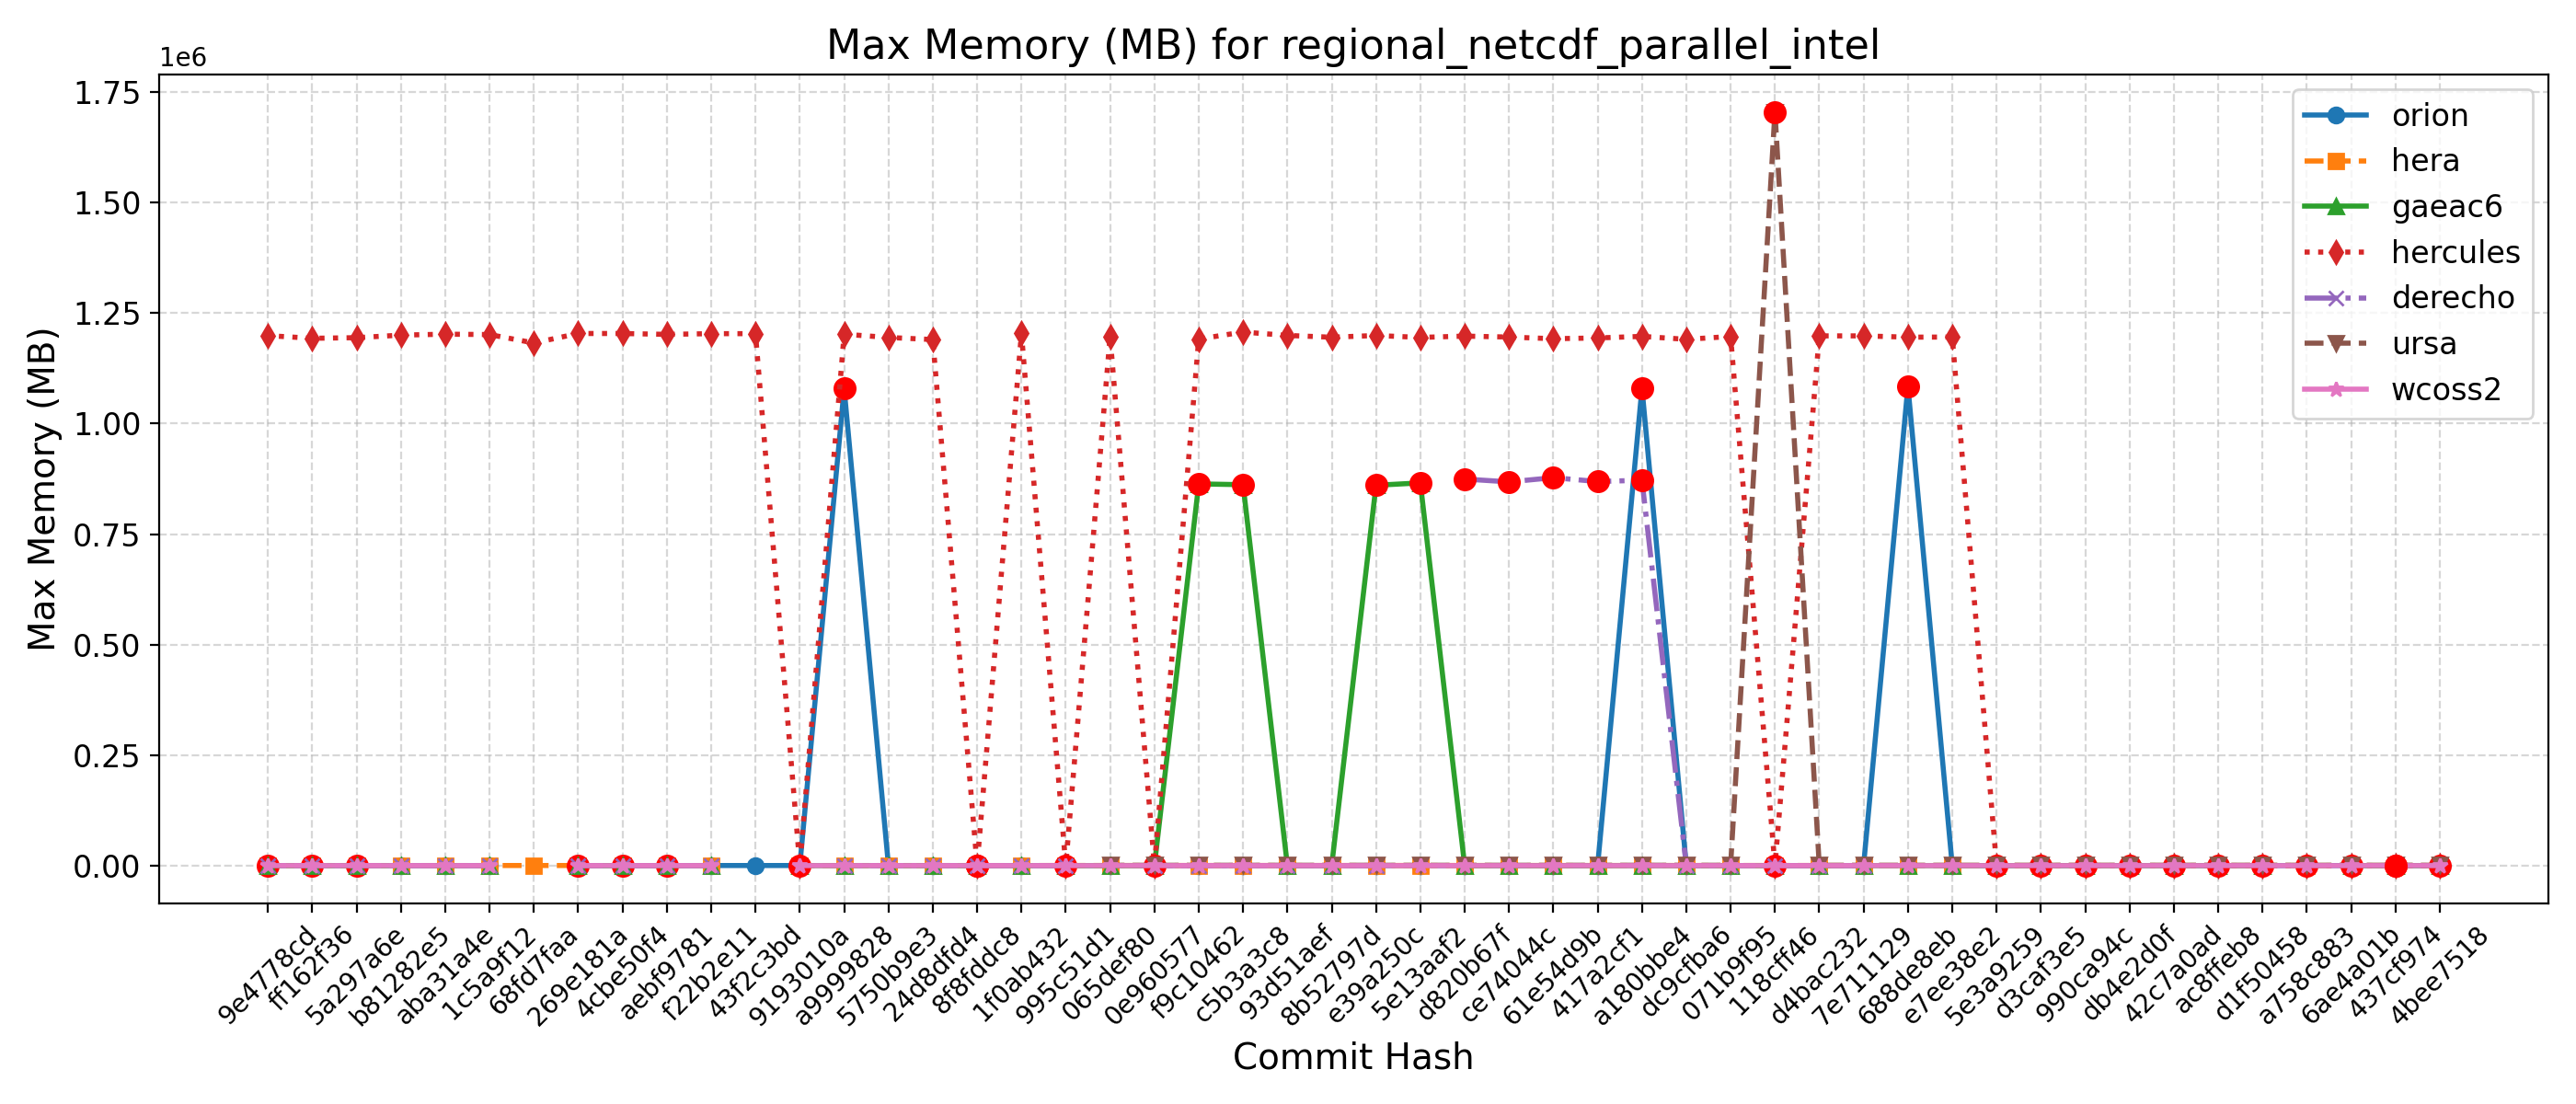 Max Memory (MB) for regional_netcdf_parallel_intel
1e6
1.75
1.50
1.25
1.00
0.75
0.50
0.25
0.00
Max Memory (MB)
orion
hera
gaeac6
hercules
derecho
ursa
wcoss2
9e4778cd
ff162f36
5a297a6e
b81282e5
aba31a4e
1c5a9f12
68fd7faa
269e181a
4cbe50f4
aebf9781
f22b2e11
43f2c3bd
9193010a
a9999828
5750b9e3
24d8dfd4
8f8fddc8
1f0ab432
995c51d1
065def80
0e960577
f9c10462
c5b3a3c8
93d51aef
8b52797d
e39a250c
5e13aaf2
d820b67f
ce74044c
61e54d9b
417a2cf1
a180bbe4
dc9cfba6
071b9f95
118cff46
d4bac232
7e711129
688de8eb
e7ee38e2
5e3a9259
d3caf3e5
990ca94c
db4e2d0f
42c7a0ad
ac8ffeb8
d1f50458
a758c883
6ae4a01b
437cf974
4bee7518
Commit Hash